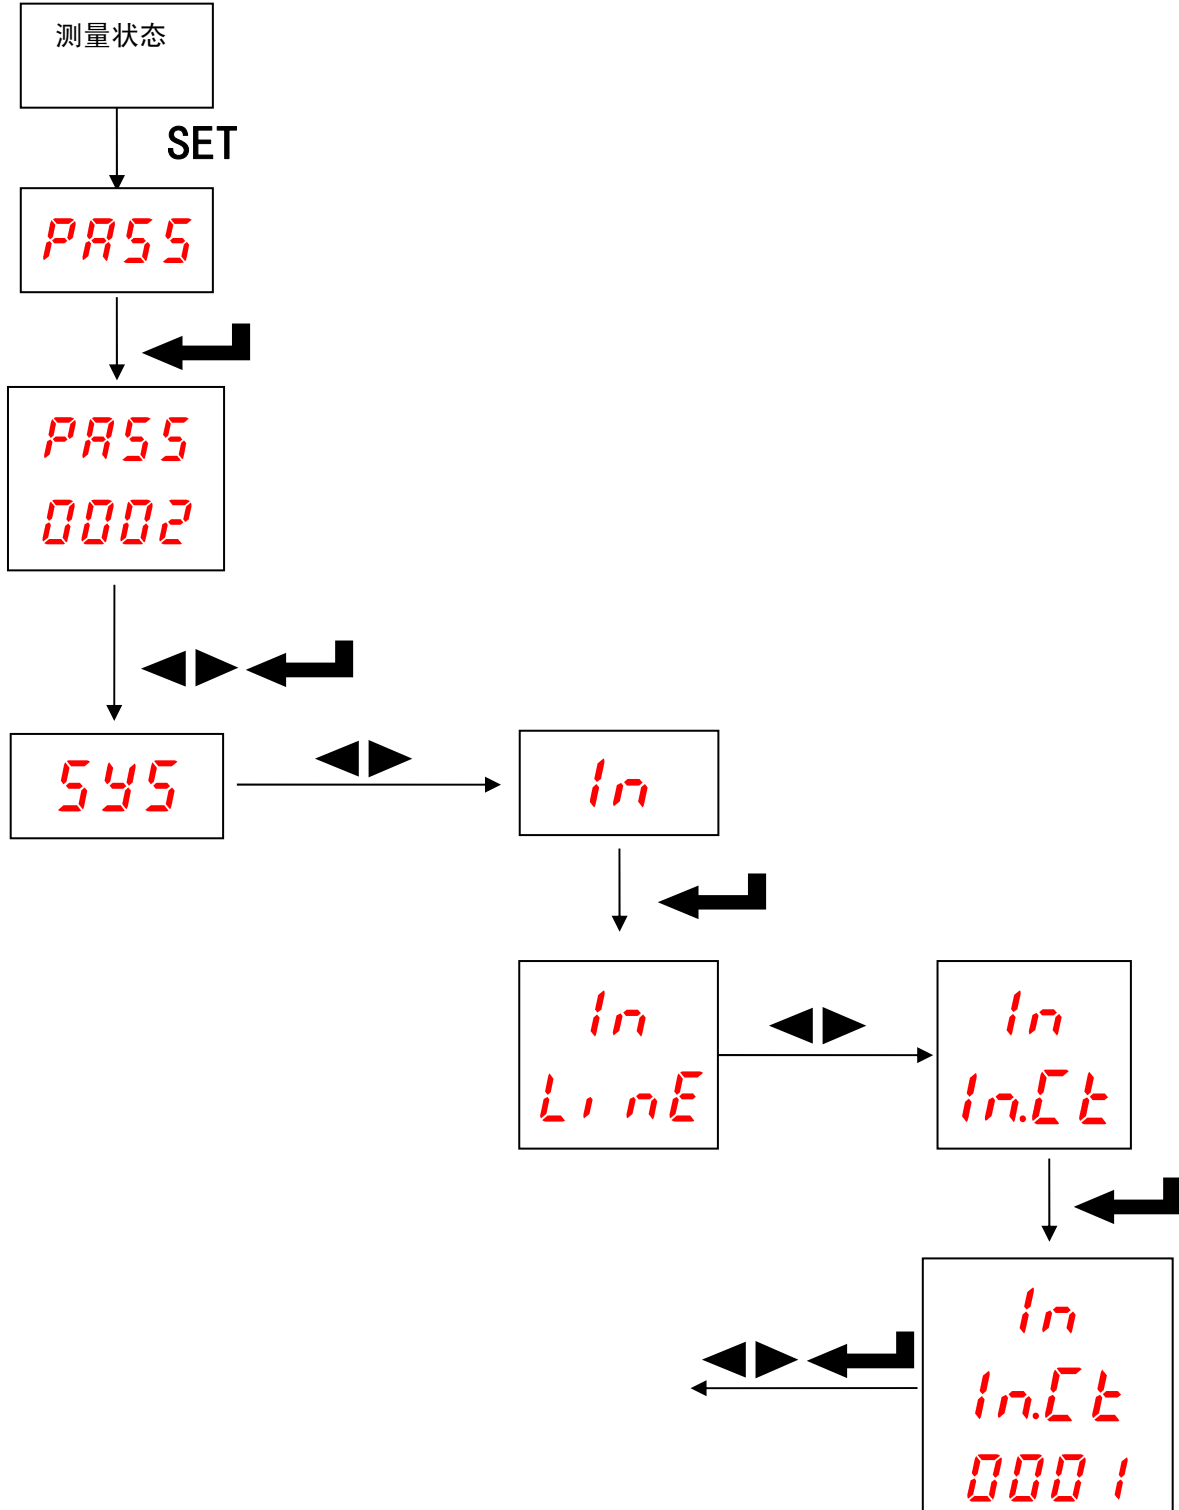 测量状态
SET
PASS
PASS
0002
SYS
In
In
LinE
In
In.Ct
In
In.Ct
0001